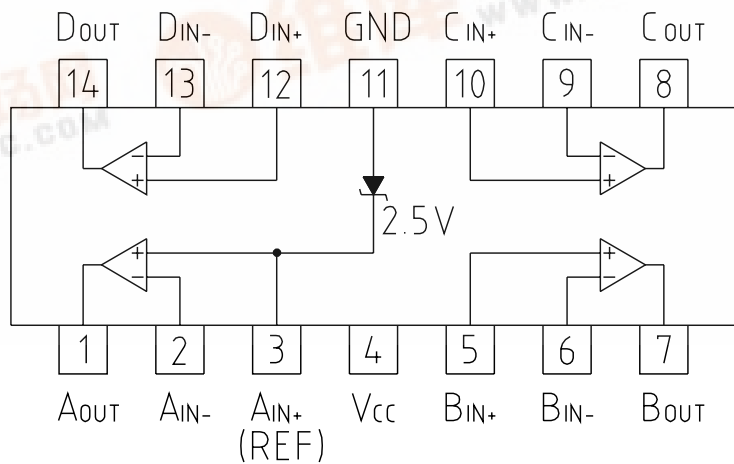 DOUT DIN- DIN+ GND CIN+ CIN- COUT
14 13 12 11 10 9 8
- -
+ +
2.5V
+ +
- -
1 2 3 4 5 6 7
AOUT AIN- AIN+ VCC BIN+ BIN- BOUT
(REF)